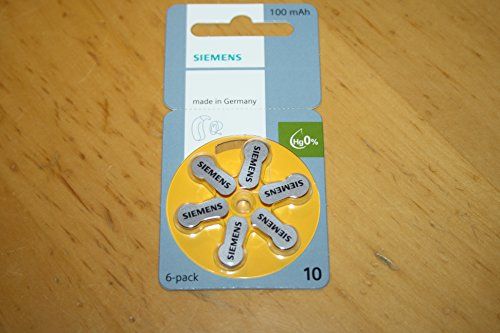 100 mAh
SIEMENS
made in Germany
Hg0%
SIEMENS
SIEMENS
SIEMENS
SIEMENS
SIEMENS
SIEMENS
6-pack
10